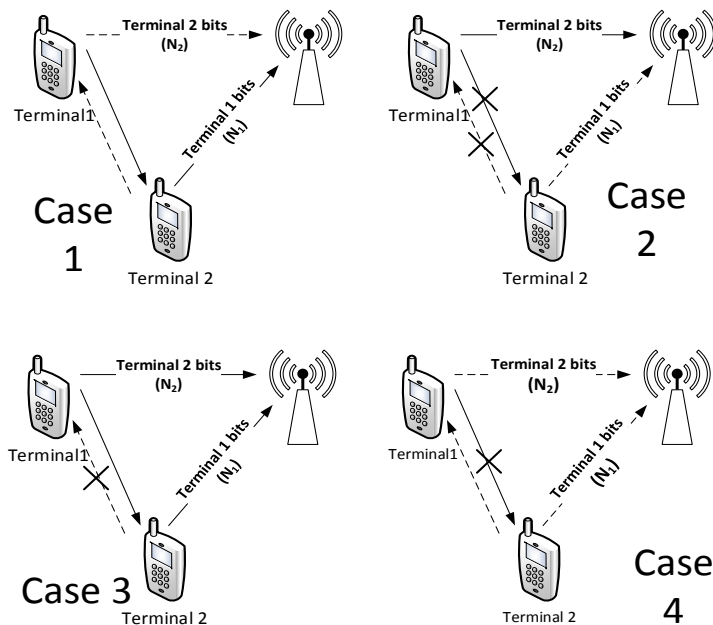 Terminal 2 bits
(N₂)
Terminal1
Terminal 1 bits
(N₁)
Case
1
Terminal 2
Terminal 2 bits
(N₂)
Terminal1
Terminal 1 bits
(N₁)
Case
2
Terminal 2
Terminal 2 bits
(N₂)
Terminal1
Terminal 1 bits
(N₁)
Case 3
Terminal 2
Terminal 2 bits
(N₂)
Terminal1
Terminal 1 bits
(N₁)
Case
4
Terminal 2